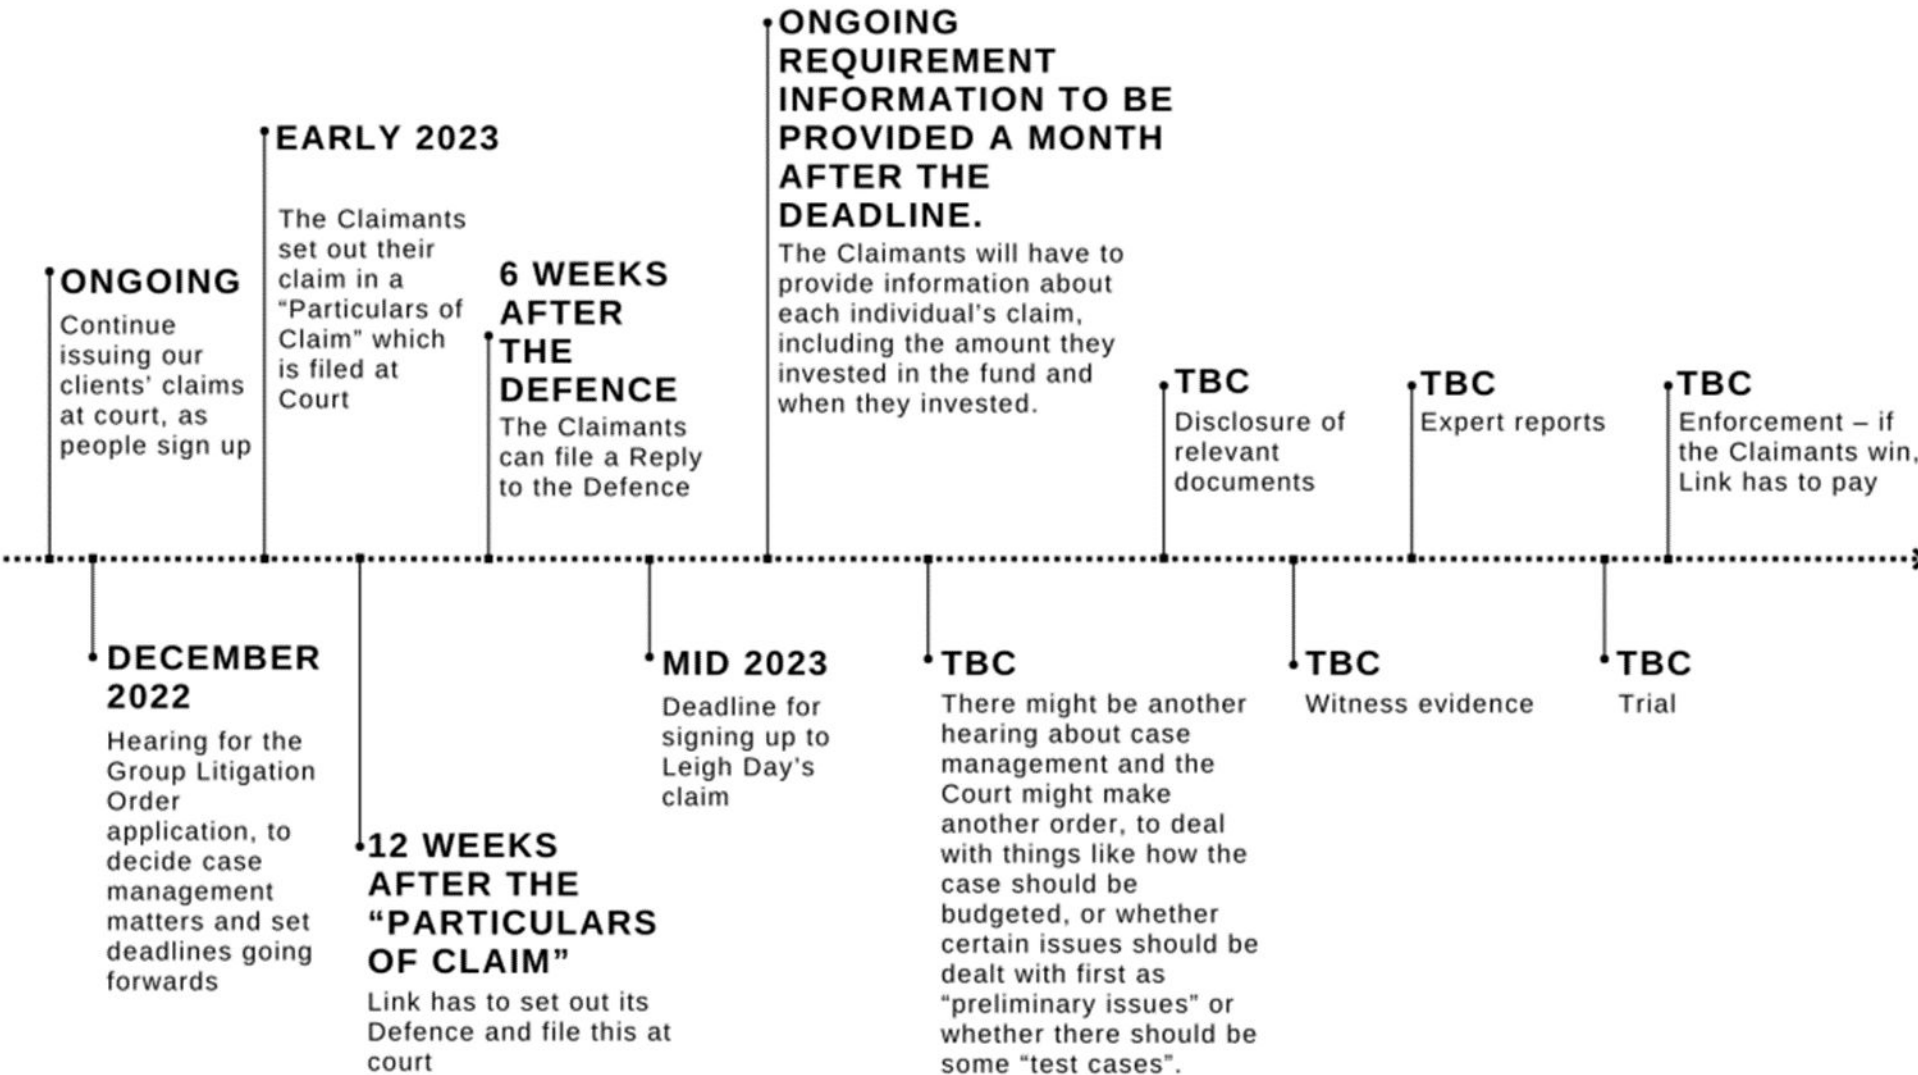 ONGOING
Continue
issuing our
clients’ claims
at court, as
people sign up
DECEMBER
2022
Hearing for the
Group Litigation
Order
application, to
decide case
management
matters and set
deadlines going
forwards
EARLY 2023
The Claimants
set out their
claim in a
“Particulars of
Claim” which
is filed at
Court
12 WEEKS
AFTER THE
“PARTICULARS
OF CLAIM”
Link has to set out its
Defence and file this at
court
6 WEEKS
AFTER
THE
DEFENCE
The Claimants
can file a Reply
to the Defence
MID 2023
Deadline for
signing up to
Leigh Day’s
claim
ONGOING
REQUIREMENT
INFORMATION TO BE
PROVIDED A MONTH
AFTER THE
DEADLINE.
The Claimants will have to
provide information about
each individual’s claim,
including the amount they
invested in the fund and
when they invested.
TBC
There might be another
hearing about case
management and the
Court might make
another order, to deal
with things like how the
case should be
budgeted, or whether
certain issues should be
dealt with first as
“preliminary issues” or
whether there should be
some “test cases”.
TBC
Disclosure of
relevant
documents
TBC
Witness evidence
TBC
Expert reports
TBC
Trial
TBC
Enforcement – if
the Claimants win,
Link has to pay